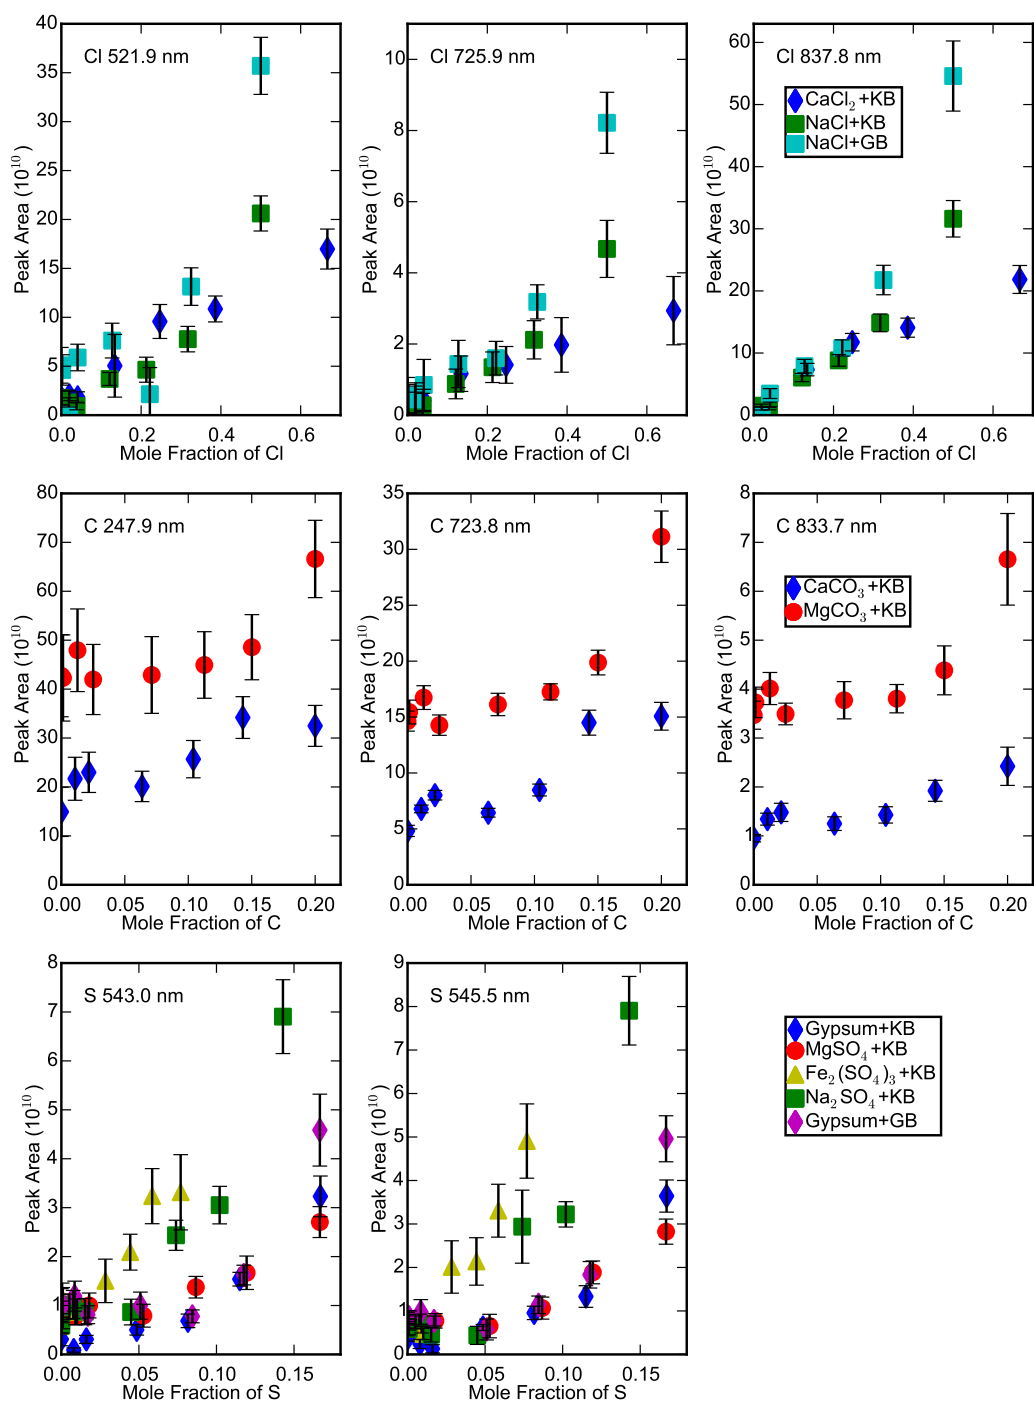 Cl 521.9 nm
40
35
30
25
20
15
10
5
0
0.0 0.2 0.4 0.6
Peak Area (10^10)
Mole Fraction of Cl
Cl 725.9 nm
10
8
6
4
2
0
0.0 0.2 0.4 0.6
Peak Area (10^10)
Mole Fraction of Cl
Cl 837.8 nm
CaCl₂+KB
NaCl+KB
NaCl+GB
60
50
40
30
20
10
0
0.0 0.2 0.4 0.6
Peak Area (10^10)
Mole Fraction of Cl
C 247.9 nm
80
70
60
50
40
30
20
10
0
0.00 0.05 0.10 0.15 0.20
Peak Area (10^10)
Mole Fraction of C
C 723.8 nm
35
30
25
20
15
10
5
0
0.00 0.05 0.10 0.15 0.20
Peak Area (10^10)
Mole Fraction of C
C 833.7 nm
CaCO₃+KB
MgCO₃+KB
8
7
6
5
4
3
2
1
0
0.00 0.05 0.10 0.15 0.20
Peak Area (10^10)
Mole Fraction of C
S 543.0 nm
8
7
6
5
4
3
2
1
0
0.00 0.05 0.10 0.15
Peak Area (10^10)
Mole Fraction of S
S 545.5 nm
9
8
7
6
5
4
3
2
1
0
0.00 0.05 0.10 0.15
Peak Area (10^10)
Mole Fraction of S
Gypsum+KB
MgSO₄+KB
Fe₂(SO₄)₃+KB
Na₂SO₄+KB
Gypsum+GB